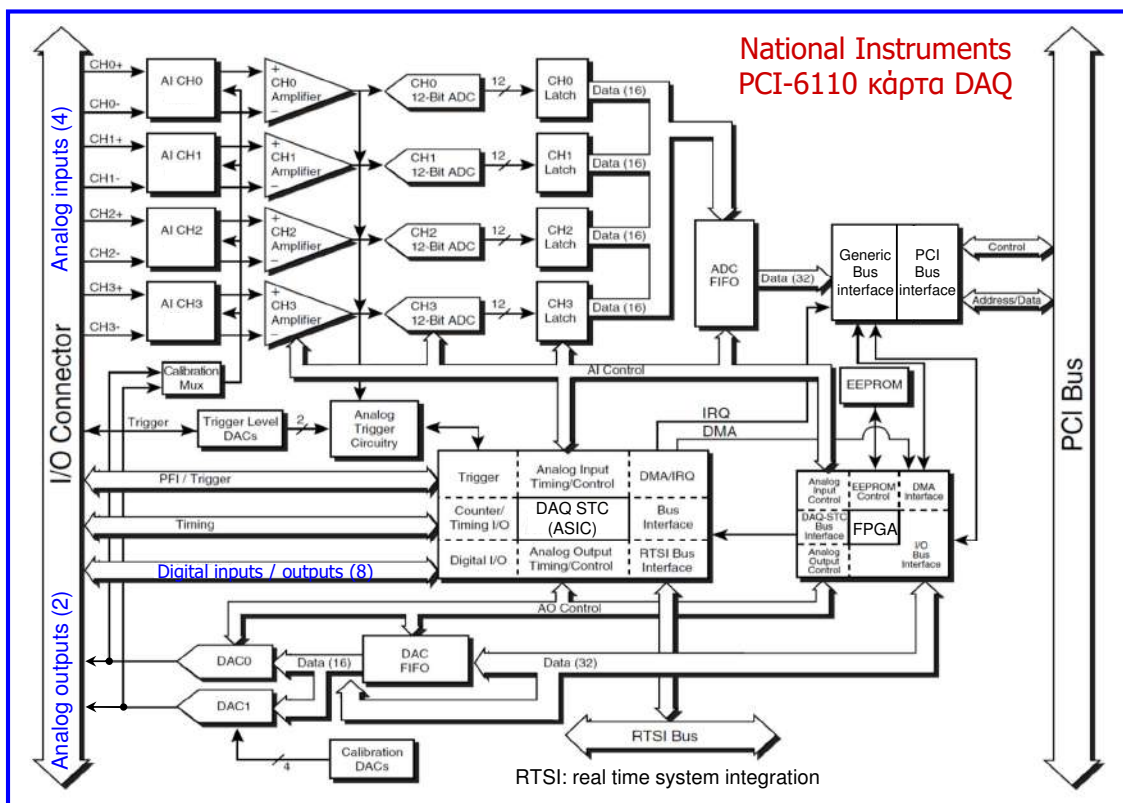 National Instruments
PCI-6110 κάρτα DAQ
I/O Connector
Analog inputs (4)
Analog outputs (2)
PCI Bus
CH0+
CH0-
AI CH0
+
CH0
Amplifier
−
CH0
12-Bit ADC
12
CH0
Latch
Data (16)
CH1+
CH1-
AI CH1
+
CH1
Amplifier
−
CH1
12-Bit ADC
12
CH1
Latch
Data (16)
CH2+
CH2-
AI CH2
+
CH2
Amplifier
−
CH2
12-Bit ADC
12
CH2
Latch
Data (16)
CH3+
CH3-
AI CH3
+
CH3
Amplifier
−
CH3
12-Bit ADC
12
CH3
Latch
Data (16)
ADC
FIFO
Data (32)
Generic
Bus
interface
PCI
Bus
interface
Control
Address/Data
Calibration
Mux
AI Control
EEPROM
Trigger
Trigger Level
DACs
2
Analog
Trigger
Circuitry
IRQ
DMA
PFI / Trigger
Timing
Digital inputs / outputs (8)
Trigger
Analog Input
Timing/Control
DMA/IRQ
Counter/
Timing I/O
DAQ STC
(ASIC)
Bus
Interface
Digital I/O
Analog Output
Timing/Control
RTSI Bus
Interface
Analog
Input
Control
EEPROM
Control
DMA
Interface
DAQ-STC
Bus
Interface
FPGA
Analog
Output
Control
I/O
Bus
Interface
AO Control
DAC0
Data (16)
DAC
FIFO
Data (32)
DAC1
4
Calibration
DACs
RTSI Bus
RTSI: real time system integration